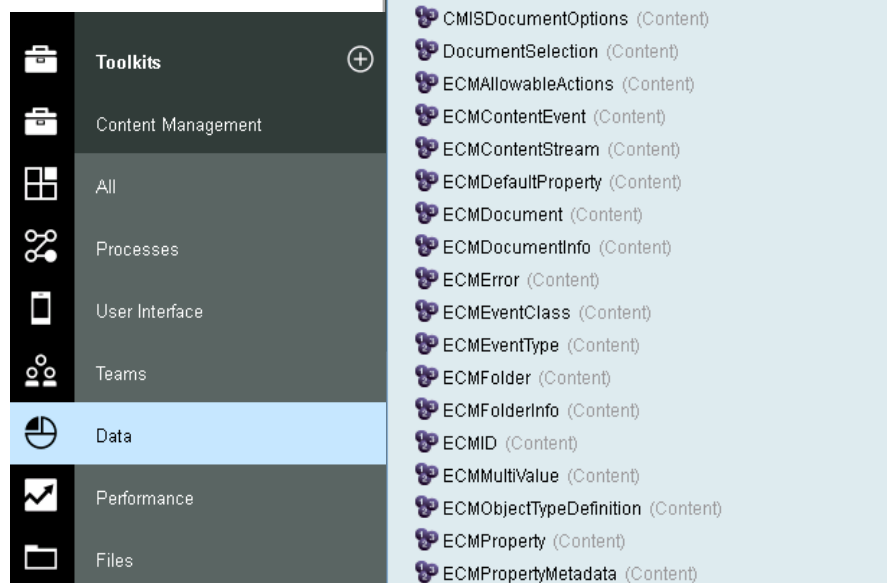 Toolkits
Content Management
All
Processes
User Interface
Teams
Data
Performance
Files
CMISDocumentOptions (Content)
DocumentSelection (Content)
ECMAllowableActions (Content)
ECMContentEvent (Content)
ECMContentStream (Content)
ECMDefaultProperty (Content)
ECMDocument (Content)
ECMDocumentInfo (Content)
ECMError (Content)
ECMEventClass (Content)
ECMEventType (Content)
ECMFolder (Content)
ECMFolderInfo (Content)
ECMID (Content)
ECMMultiValue (Content)
ECMObjectTypeDefinition (Content)
ECMProperty (Content)
ECMPropertyMetadata (Content)